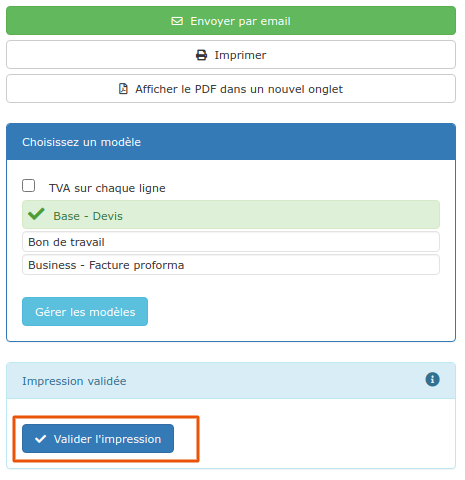 Envoyer par email
Imprimer
Afficher le PDF dans un nouvel onglet
Choisissez un modèle
TVA sur chaque ligne
Base - Devis
Bon de travail
Business - Facture proforma
Gérer les modèles
Impression validée
Valider l'impression